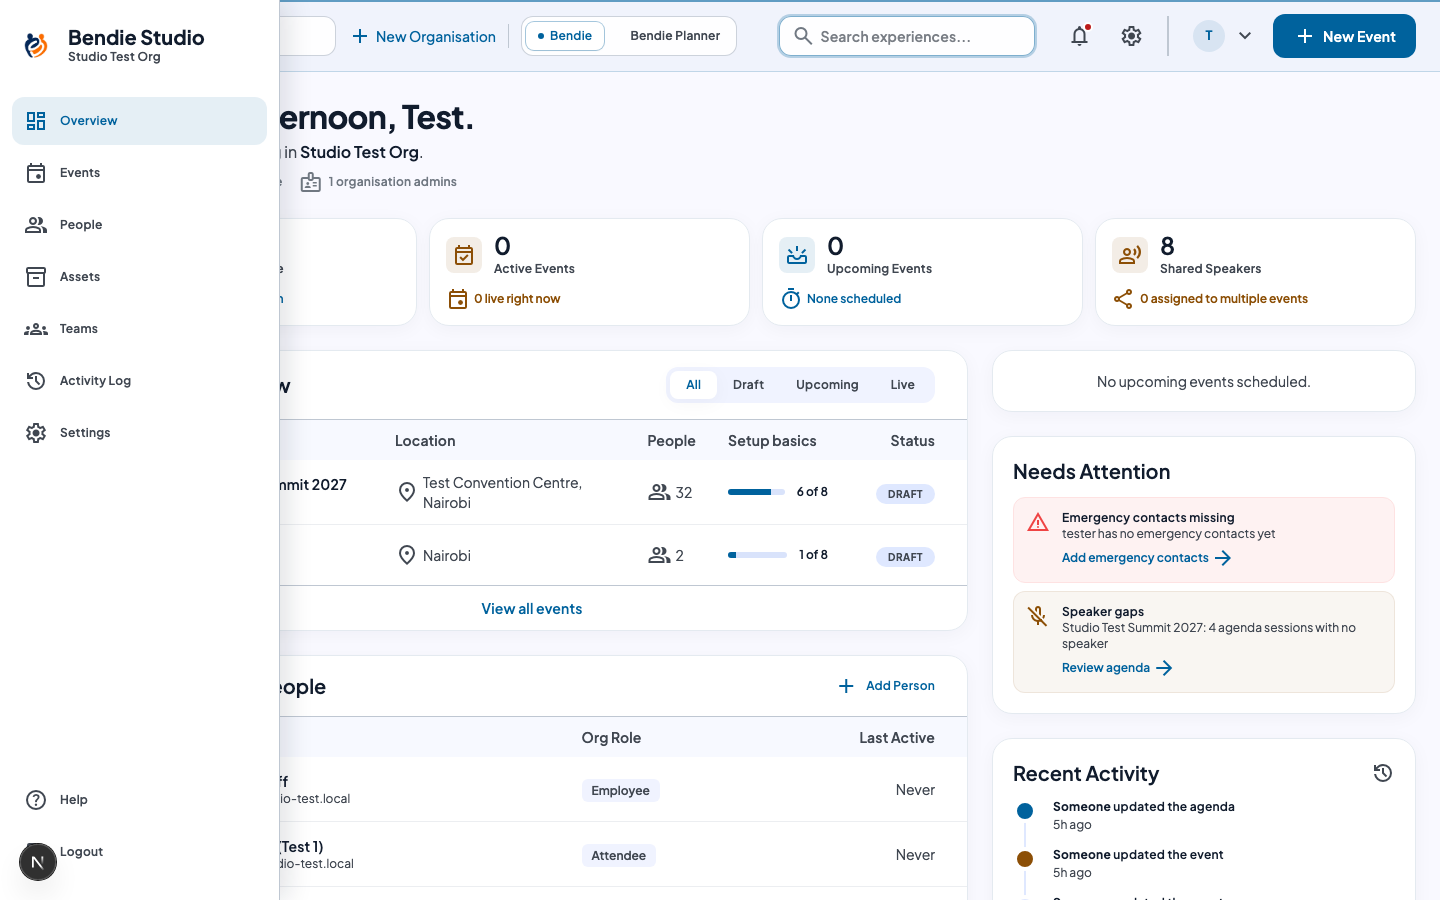 Bendie Studio
Studio Test Org
Overview
Events
People
Assets
Teams
Activity Log
Settings
Help
Logout
N
New Organisation
Bendie
Bendie Planner
Search experiences...
T
New Event
ernoon, Test.
in Studio Test Org.
1 organisation admins
0
Active Events
0 live right now
0
Upcoming Events
None scheduled
8
Shared Speakers
0 assigned to multiple events
All
Draft
Upcoming
Live
Location
People
Setup basics
Status
mmit 2027
Test Convention Centre,
Nairobi
32
6 of 8
DRAFT
Nairobi
2
1 of 8
DRAFT
View all events
eople
Add Person
Org Role
Last Active
ff
io-test.local
Employee
Never
(Test 1)
dio-test.local
Attendee
Never
No upcoming events scheduled.
Needs Attention
Emergency contacts missing
tester has no emergency contacts yet
Add emergency contacts
Speaker gaps
Studio Test Summit 2027: 4 agenda sessions with no
speaker
Review agenda
Recent Activity
Someone updated the agenda
5h ago
Someone updated the event
5h ago